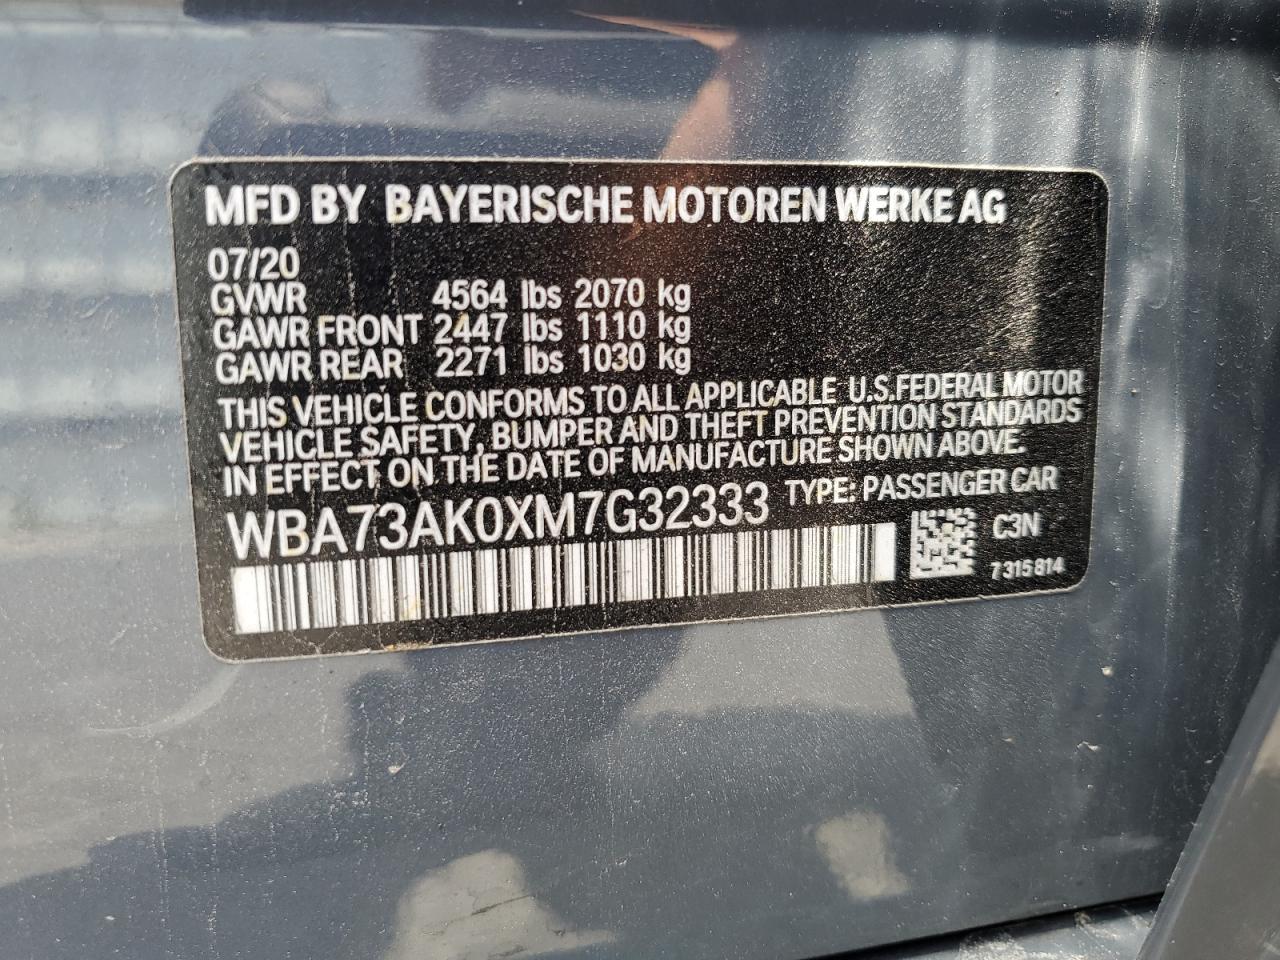 MFD BY BAYERISCHE MOTOREN WERKE AG
07/20
GVWR 4564 lbs 2070 kg
GAWR FRONT 2447 lbs 1110 kg
GAWR REAR 2271 lbs 1030 kg
THIS VEHICLE CONFORMS TO ALL APPLICABLE U.S.FEDERAL MOTOR
VEHICLE SAFETY, BUMPER AND THEFT PREVENTION STANDARDS
IN EFFECT ON THE DATE OF MANUFACTURE SHOWN ABOVE.
WBA73AK0XM7G32333 TYPE: PASSENGER CAR
C3N
7 315 814